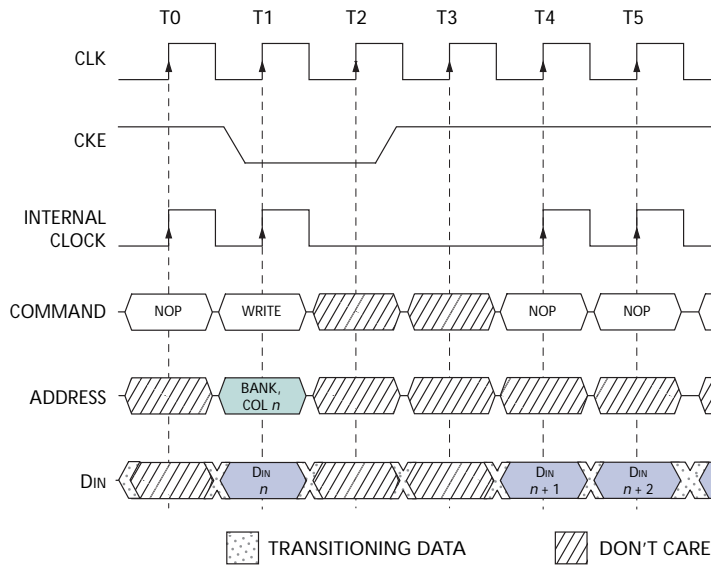 T0 T1 T2 T3 T4 T5
CLK
CKE
INTERNAL
CLOCK
COMMAND NOP WRITE NOP NOP
ADDRESS BANK,
COL n
DIN DIN
n DIN
n + 1 DIN
n + 2
TRANSITIONING DATA DON'T CARE